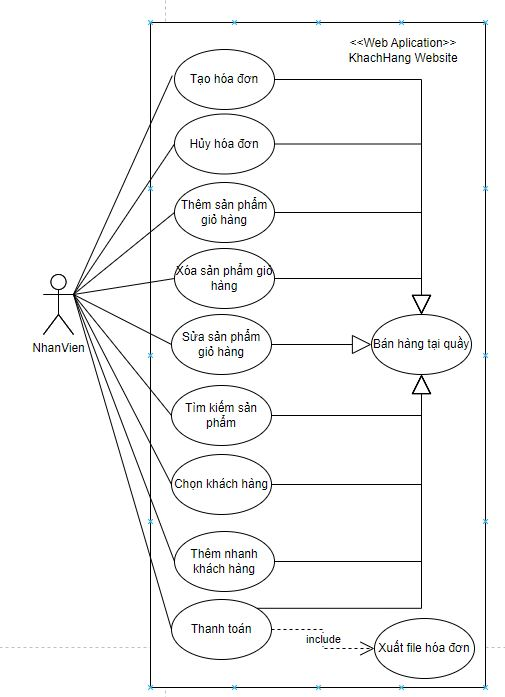 <<Web Aplication>>
KhachHang Website
Tạo hóa đơn
Hủy hóa đơn
Thêm sản phẩm
giỏ hàng
Xóa sản phẩm giỏ
hàng
NhanVien
Sửa sản phẩm
giỏ hàng
Bán hàng tại quầy
Tìm kiếm sản
phẩm
Chọn khách hàng
Thêm nhanh
khách hàng
Thanh toán
include
Xuất file hóa đơn